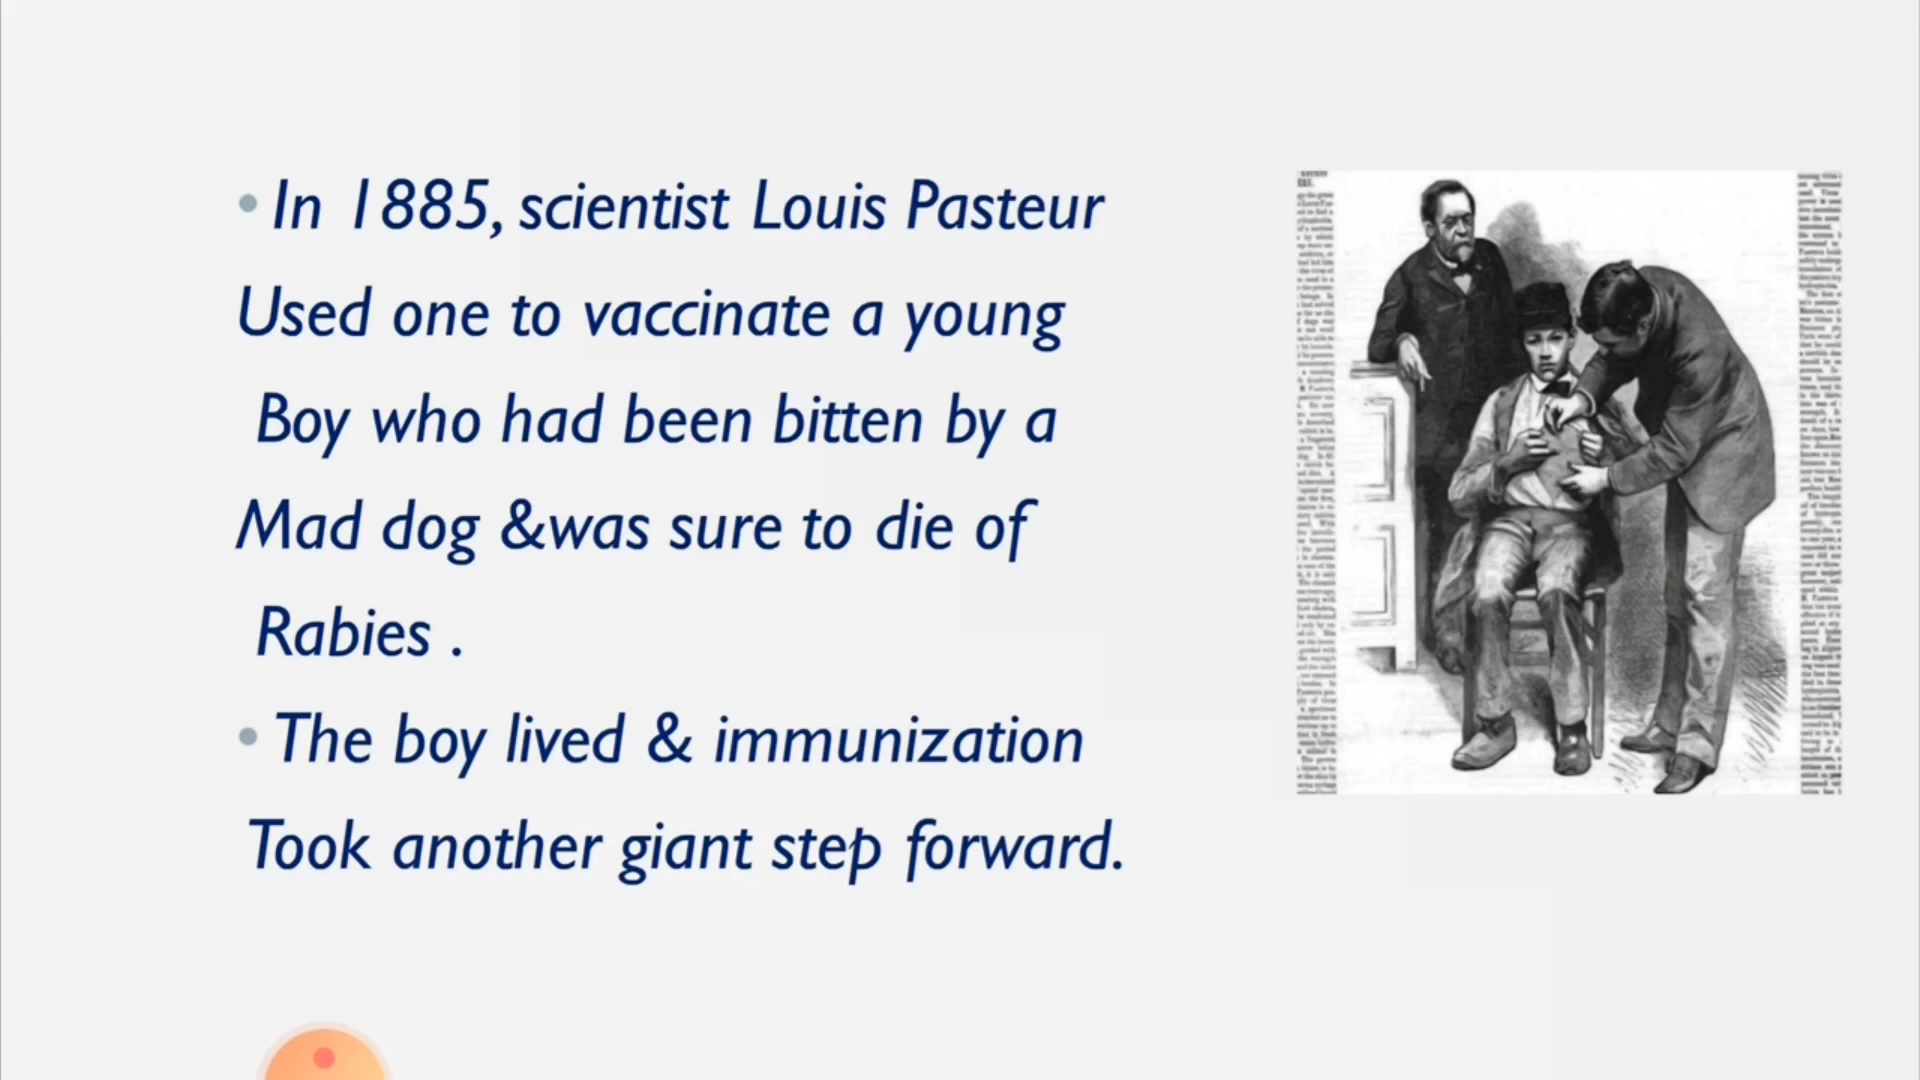 • In 1885, scientist Louis Pasteur
Used one to vaccinate a young
Boy who had been bitten by a
Mad dog &was sure to die of
Rabies .
• The boy lived & immunization
Took another giant step forward.